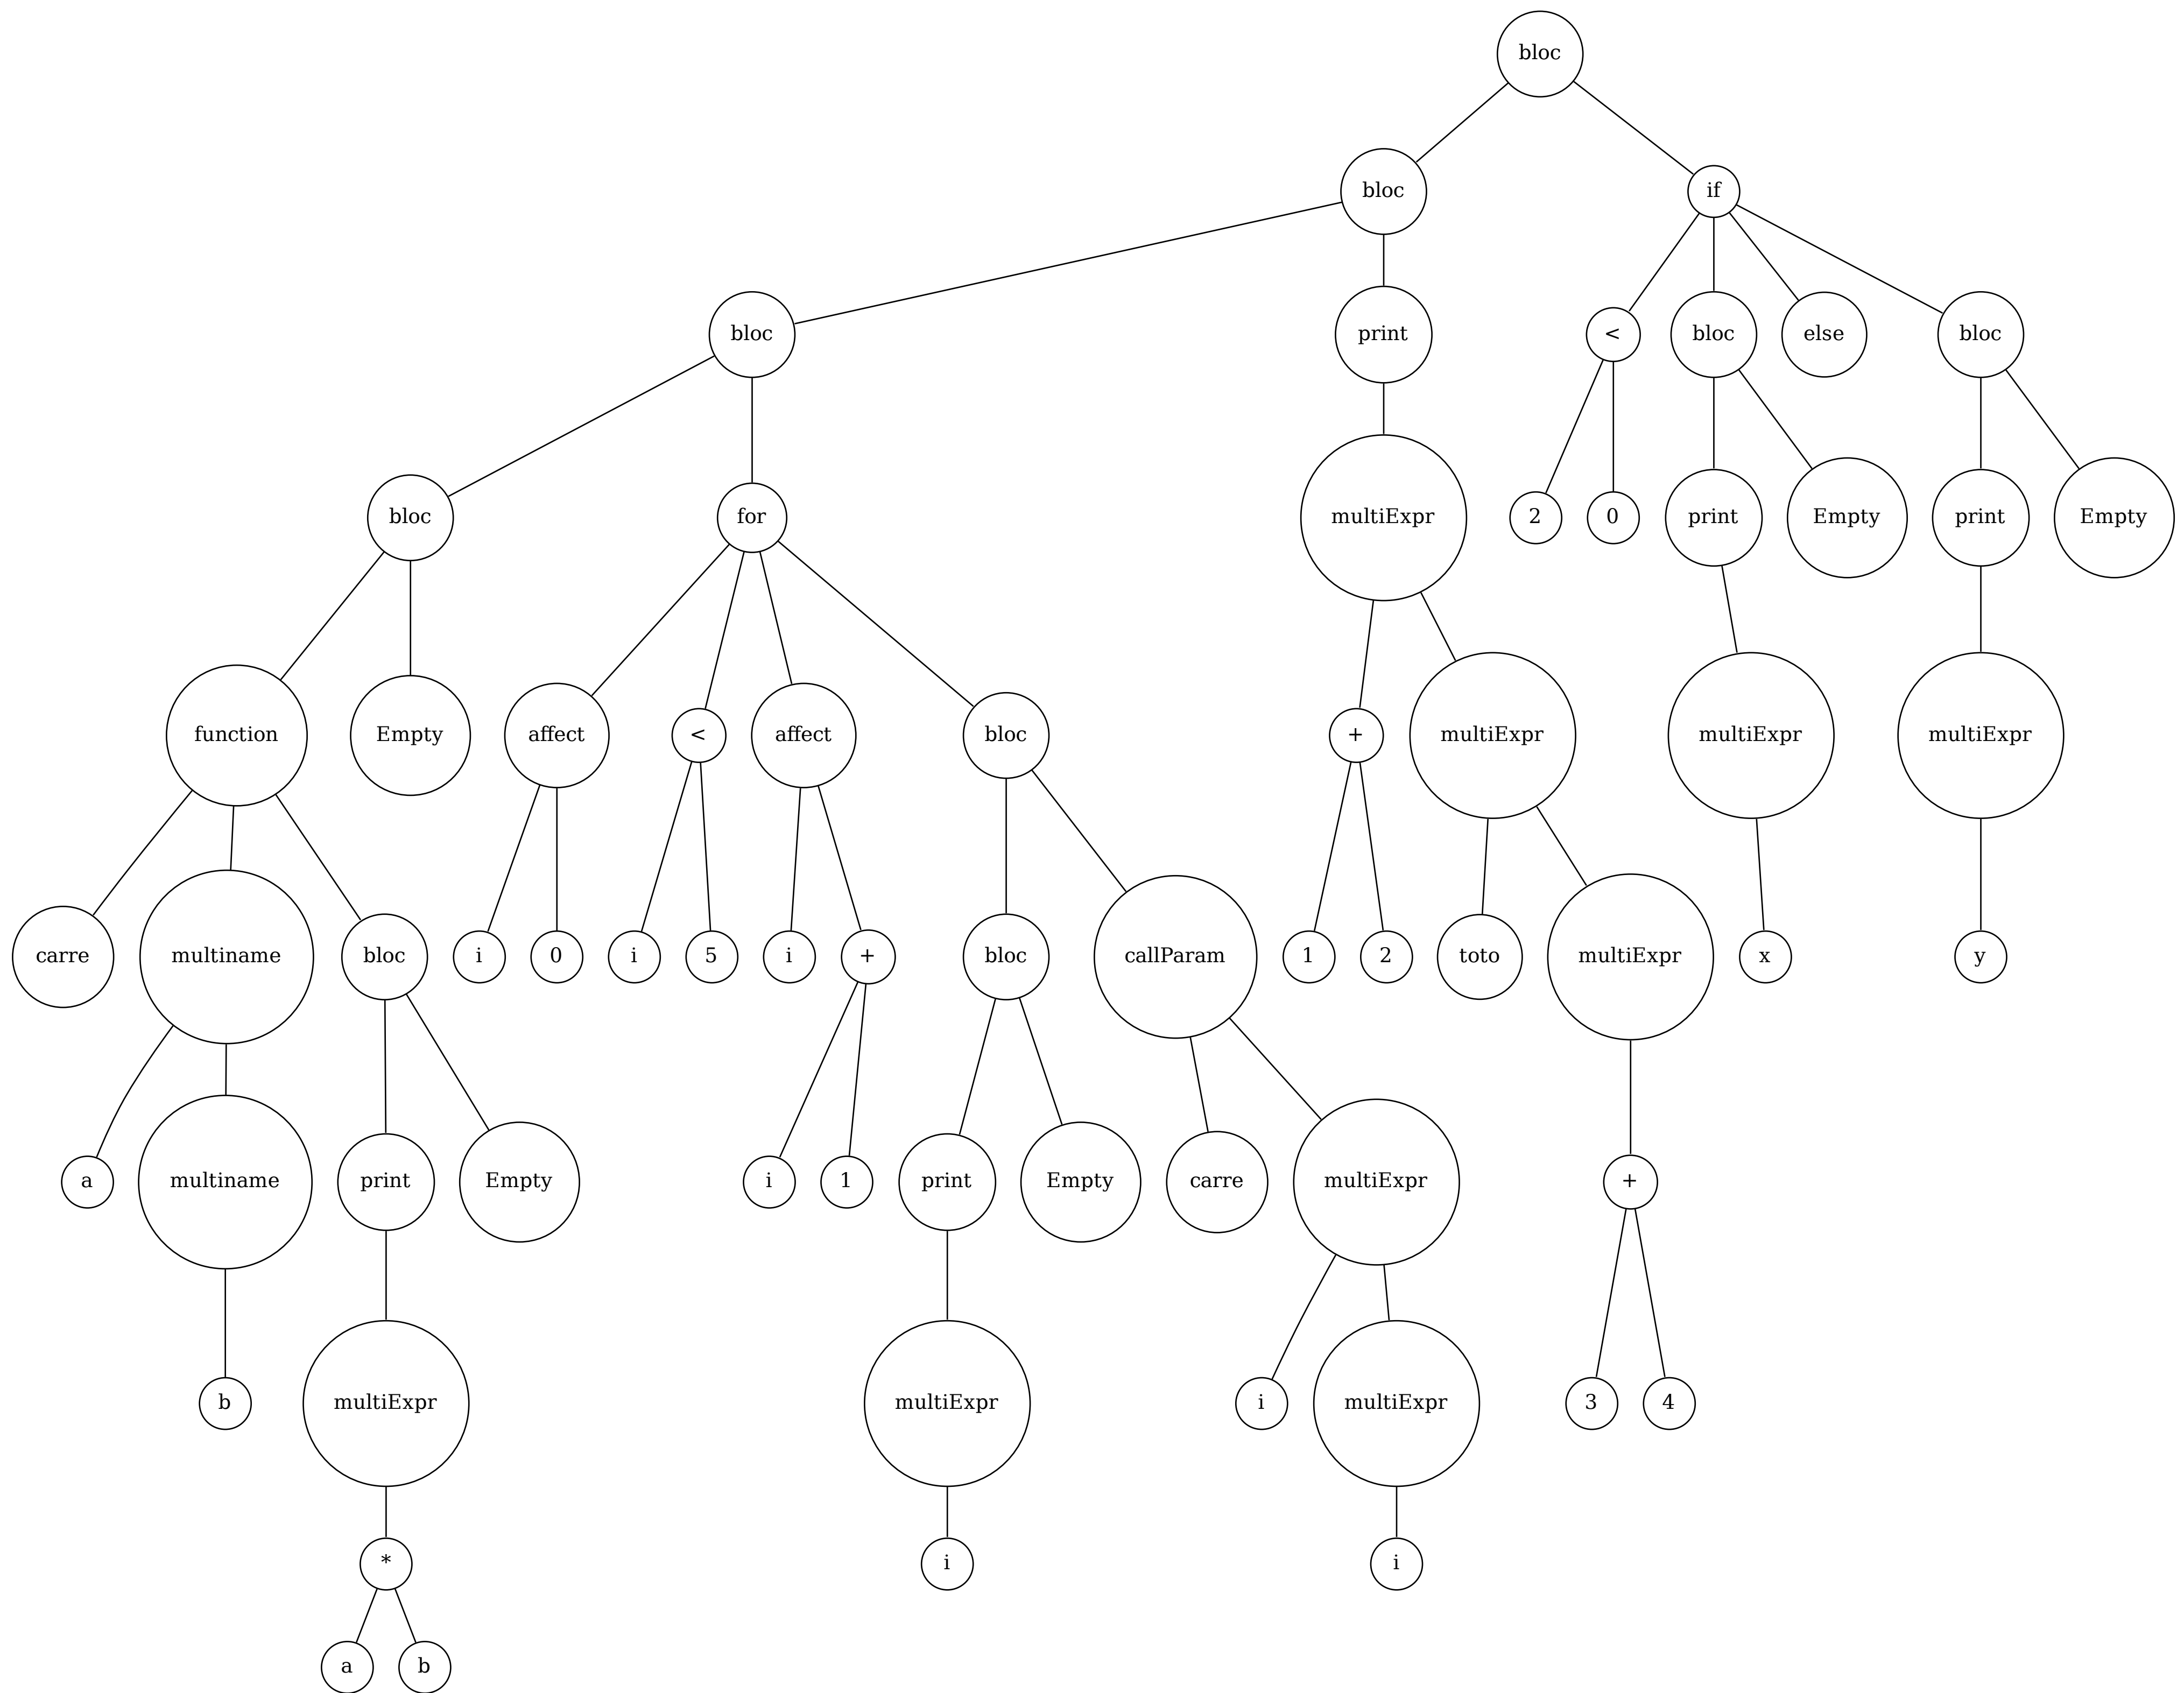 bloc
bloc
if
bloc
print
<
bloc
else
bloc
bloc
for
multiExpr
2
0
print
Empty
print
Empty
function
Empty
affect
<
affect
bloc
+
multiExpr
multiExpr
multiExpr
carre
multiname
bloc
i
0
i
5
i
+
bloc
callParam
1
2
toto
multiExpr
x
y
a
multiname
print
Empty
i
1
print
Empty
carre
multiExpr
+
b
multiExpr
multiExpr
i
multiExpr
3
4
*
i
i
a
b